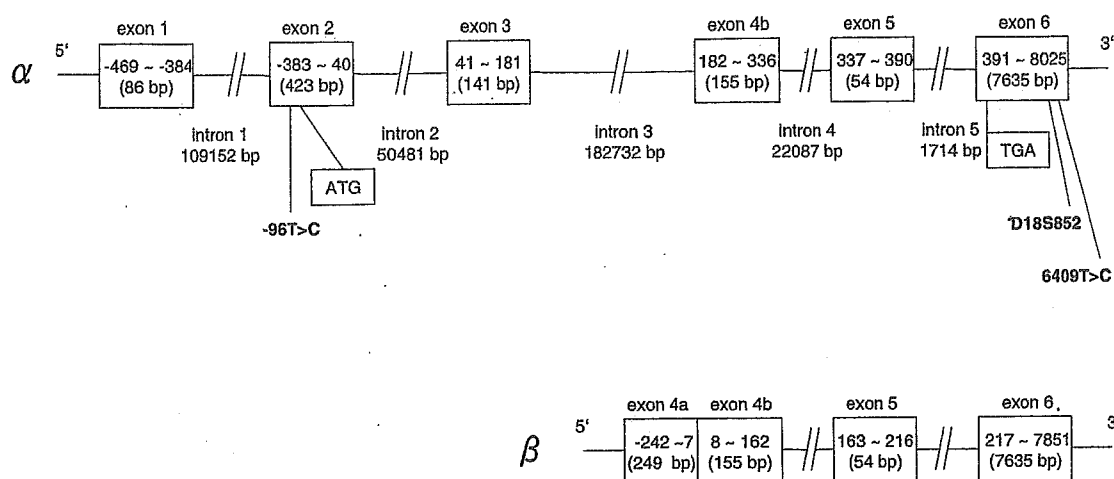 exon 1
exon 2
exon 3
exon 4b
exon 5
exon 6
α
5'
-469 ~ -384
(86 bp)
-383 ~ 40
(423 bp)
41 ~ 181
(141 bp)
182 ~ 336
(155 bp)
337 ~ 390
(54 bp)
391 ~ 8025
(7635 bp)
3'
intron 1
109152 bp
intron 2
50481 bp
intron 3
182732 bp
intron 4
22087 bp
intron 5
1714 bp
ATG
TGA
-96T>C
D18S852
6409T>C
exon 4a
exon 4b
exon 5
exon 6
β
5'
-242 ~7
(249 bp)
8 ~ 162
(155 bp)
163 ~ 216
(54 bp)
217 ~ 7851
(7635 bp)
3'